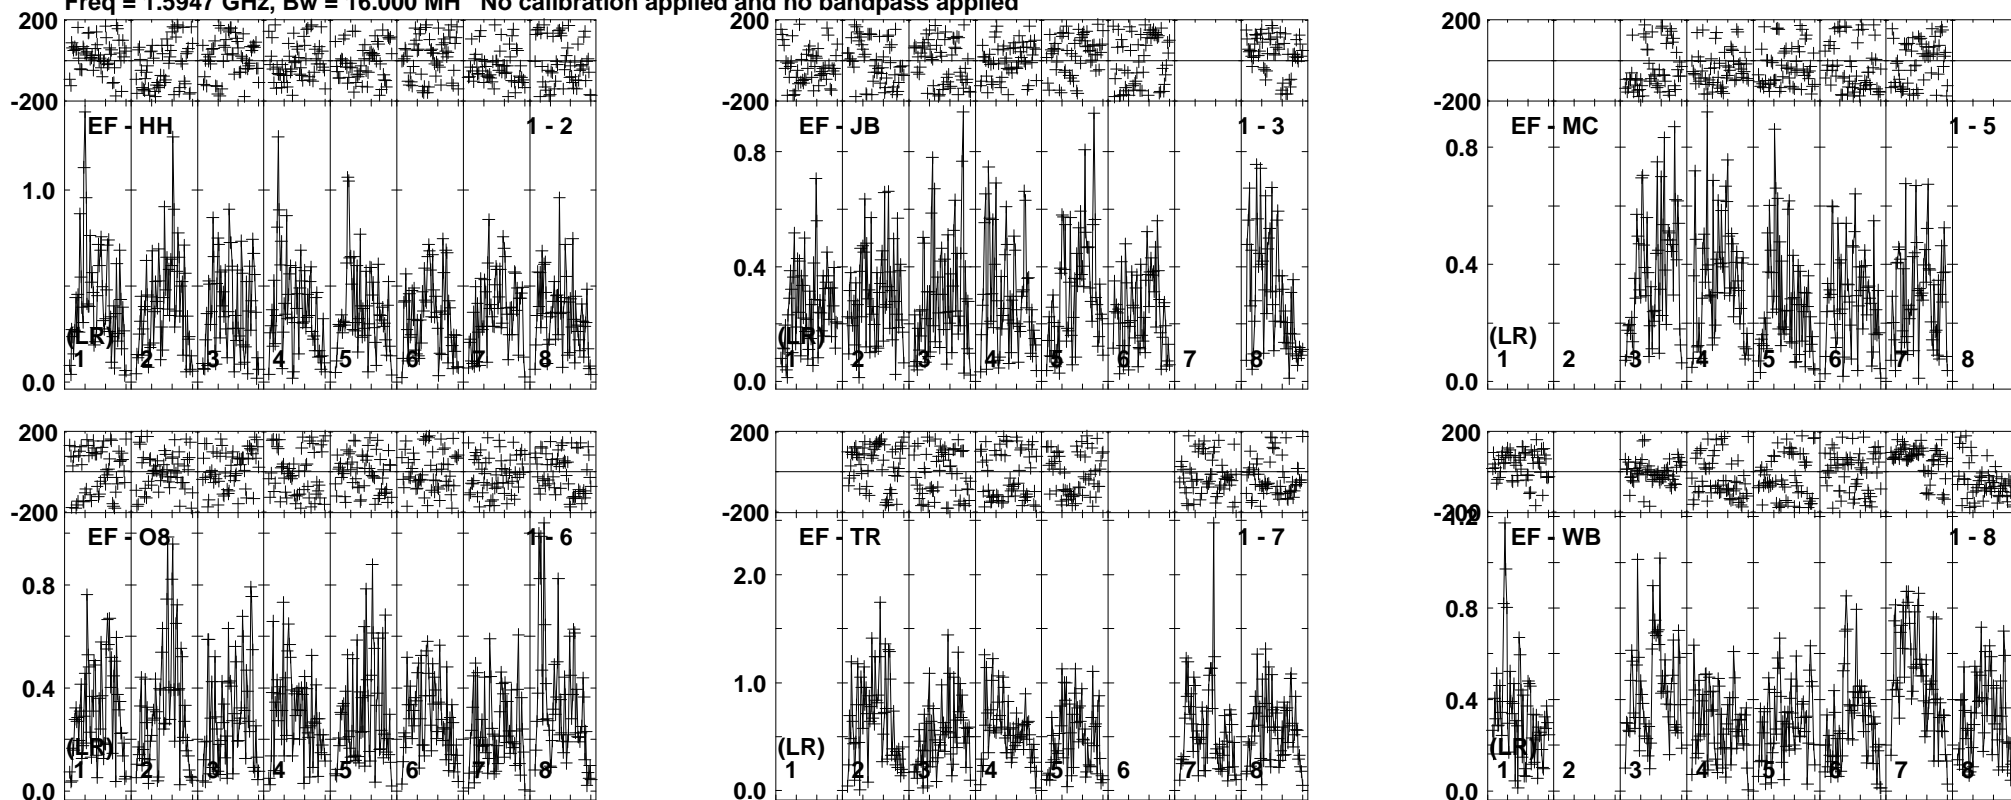 Freq = 1.5947 GHz, Bw = 16.000 MH No calibration applied and no bandpass applied
200
-200
EF - HH 1 - 2
1.0
(LR)
1 2 3 4 5 6 7 8
0.0
200
-200
EF - JB 1 - 3
0.8
0.4
(LR)
1 2 3 4 5 6 7 8
0.0
200
-200
EF - MC 1 - 5
0.8
0.4
(LR)
1 2 3 4 5 6 7 8
0.0
200
-200
EF - O8 1 - 6
0.8
0.4
(LR)
1 2 3 4 5 6 7 8
0.0
200
-200
EF - TR 1 - 7
2.0
1.0
(LR)
1 2 3 4 5 6 7 8
0.0
200
-200
1.2
EF - WB 1 - 8
0.8
0.4
(LR)
1 2 3 4 5 6 7 8
0.0